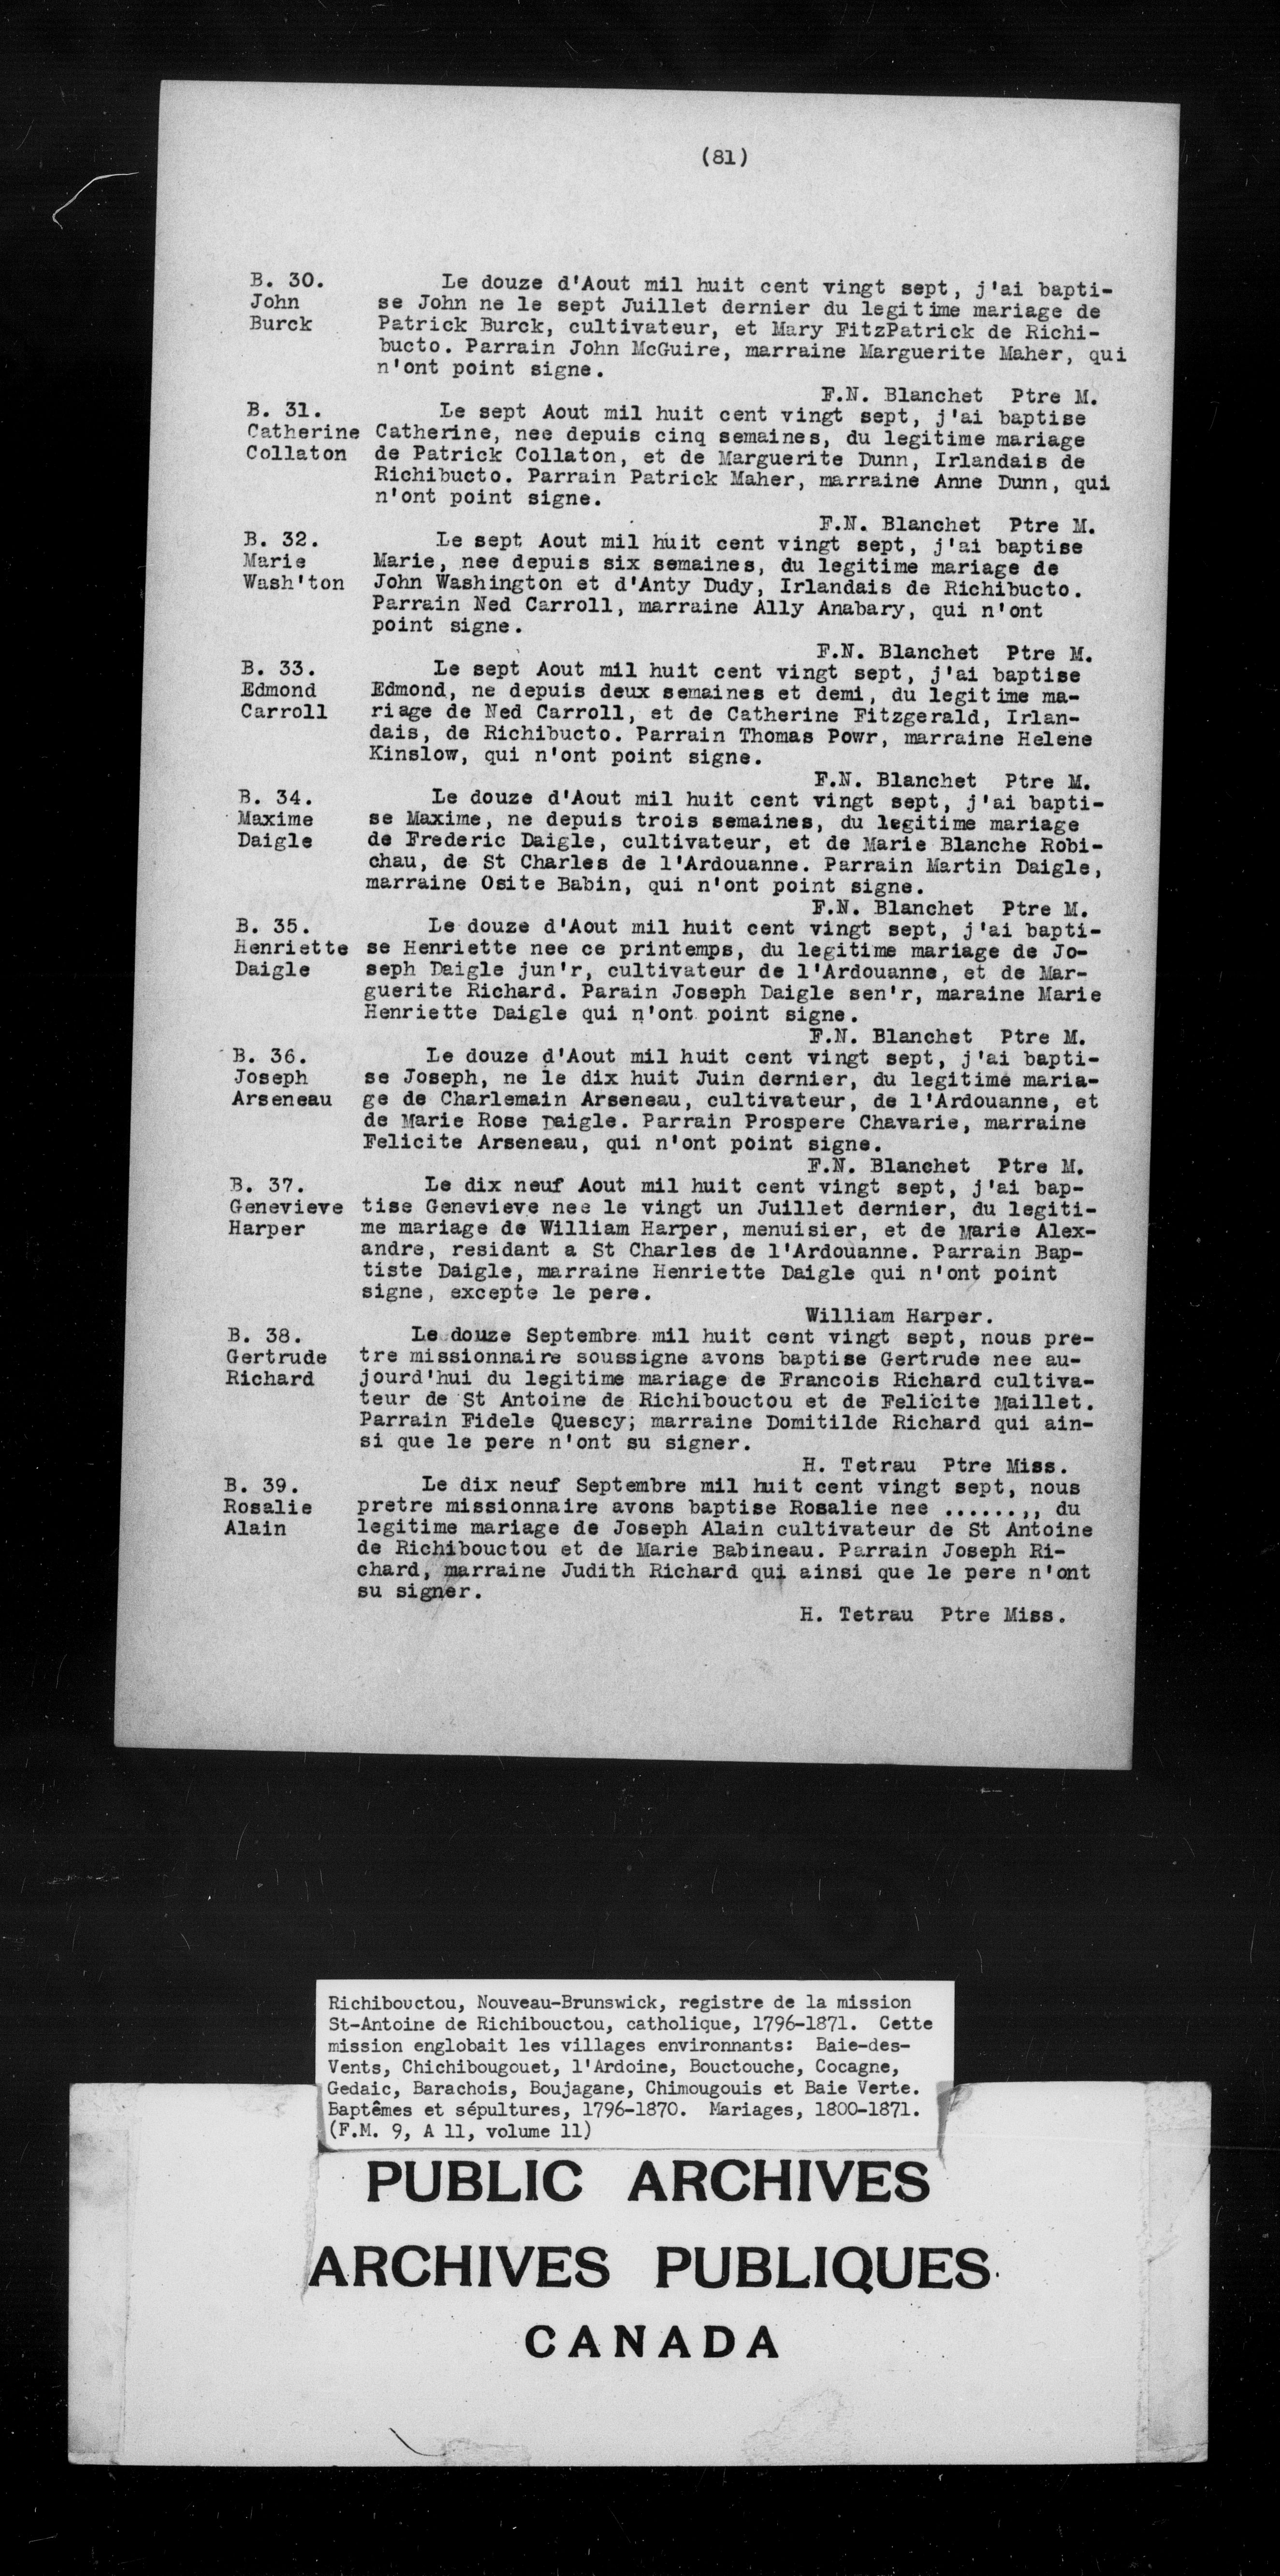 (81)
B. 30. Le douze d'Aout mil huit cent vingt sept, j'ai bapti-
John se John ne le sept Juillet dernier du legitime mariage de
Burck Patrick Burck, cultivateur, et Mary FitzPatrick de Richi-
bucto. Parrain John McGuire, marraine Marguerite Maher, qui
n'ont point signe.
F.N. Blanchet Ptre M.
B. 31. Le sept Aout mil huit cent vingt sept, j'ai baptise
Catherine Catherine, nee depuis cinq semaines, du legitime mariage
Collaton de Patrick Collaton, et de Marguerite Dunn, Irlandais de
Richibucto. Parrain Patrick Maher, marraine Anne Dunn, qui
n'ont point signe.
F.N. Blanchet Ptre M.
B. 32. Le sept Aout mil huit cent vingt sept, j'ai baptise
Marie Marie, nee depuis six semaines, du legitime mariage de
Wash'ton John Washington et d'Anty Dudy, Irlandais de Richibucto.
Parrain Ned Carroll, marraine Ally Anabary, qui n'ont
point signe.
F.N. Blanchet Ptre M.
B. 33. Le sept Aout mil huit cent vingt sept, j'ai baptise
Edmond Edmond, ne depuis deux semaines et demi, du legitime ma-
Carroll riage de Ned Carroll, et de Catherine Fitzgerald, Irlan-
dais, de Richibucto. Parrain Thomas Powr, marraine Helene
Kinslow, qui n'ont point signe.
F.N. Blanchet Ptre M.
B. 34. Le douze d'Aout mil huit cent vingt sept, j'ai bapti-
Maxime se Maxime, ne depuis trois semaines, du legitime mariage
Daigle de Frederic Daigle, cultivateur, et de Marie Blanche Robi-
chau, de St Charles de l'Ardouanne. Parrain Martin Daigle,
marraine Osite Babin, qui n'ont point signe.
F.N. Blanchet Ptre M.
B. 35. Le douze d'Aout mil huit cent vingt sept, j'ai bapti-
Henriette se Henriette nee ce printemps, du legitime mariage de Jo-
Daigle seph Daigle jun'r, cultivateur de l'Ardouanne, et de Mar-
guerite Richard. Parain Joseph Daigle sen'r, maraine Marie
Henriette Daigle qui n'ont point signe.
F.N. Blanchet Ptre M.
B. 36. Le douze d'Aout mil huit cent vingt sept, j'ai bapti-
Joseph se Joseph, ne le dix huit Juin dernier, du legitime maria-
Arseneau ge de Charlemain Arseneau, cultivateur, de l'Ardouanne, et
de Marie Rose Daigle. Parrain Prospere Chavarie, marraine
Felicite Arseneau, qui n'ont point signe.
F.N. Blanchet Ptre M.
B. 37. Le dix neuf Aout mil huit cent vingt sept, j'ai bap-
Genevieve tise Genevieve nee le vingt un Juillet dernier, du legiti-
Harper me mariage de William Harper, menuisier, et de Marie Alex-
andre, residant a St Charles de l'Ardouanne. Parrain Bap-
tiste Daigle, marraine Henriette Daigle qui n'ont point
signe, excepte le pere.
William Harper.
B. 38. Le douze Septembre mil huit cent vingt sept, nous pre-
Gertrude tre missionnaire soussigne avons baptise Gertrude nee au-
Richard jourd'hui du legitime mariage de Francois Richard cultiva-
teur de St Antoine de Richibouctou et de Felicite Maillet.
Parrain Fidele Quescy; marraine Domitilde Richard qui ain-
si que le pere n'ont su signer.
H. Tetrau Ptre Miss.
B. 39. Le dix neuf Septembre mil huit cent vingt sept, nous
Rosalie pretre missionnaire avons baptise Rosalie nee ......,, du
Alain legitime mariage de Joseph Alain cultivateur de St Antoine
de Richibouctou et de Marie Babineau. Parrain Joseph Ri-
chard, marraine Judith Richard qui ainsi que le pere n'ont
su signer.
H. Tetrau Ptre Miss.
Richibouctou, Nouveau-Brunswick, registre de la mission
St-Antoine de Richibouctou, catholique, 1796-1871. Cette
mission englobait les villages environnants: Baie-des-
Vents, Chichibougouet, l'Ardoine, Bouctouche, Cocagne,
Gedaic, Barachois, Boujagane, Chimougouis et Baie Verte.
Baptêmes et sépultures, 1796-1870. Mariages, 1800-1871.
(F.M. 9, A 11, volume 11)
PUBLIC ARCHIVES
ARCHIVES PUBLIQUES
CANADA